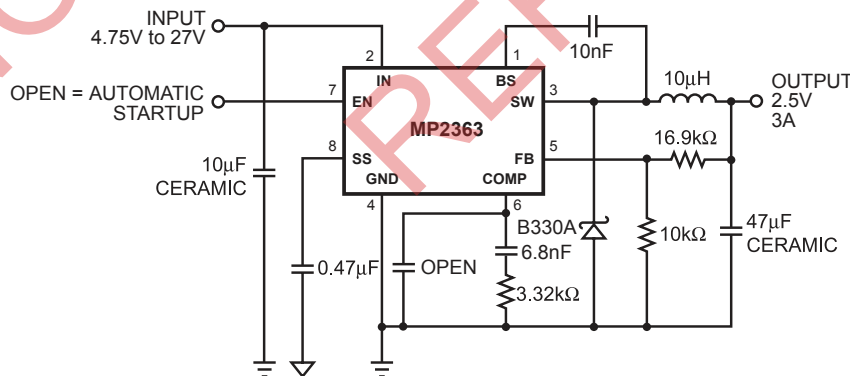 INPUT
4.75V to 27V
OPEN = AUTOMATIC
STARTUP
10μF
CERAMIC
0.47μF
2
7
8
4
IN
EN
SS
GND
MP2363
BS
SW
FB
COMP
1
3
5
6
10nF
10μH
OUTPUT
2.5V
3A
16.9kΩ
10kΩ
47μF
CERAMIC
B330A
6.8nF
3.32kΩ
OPEN